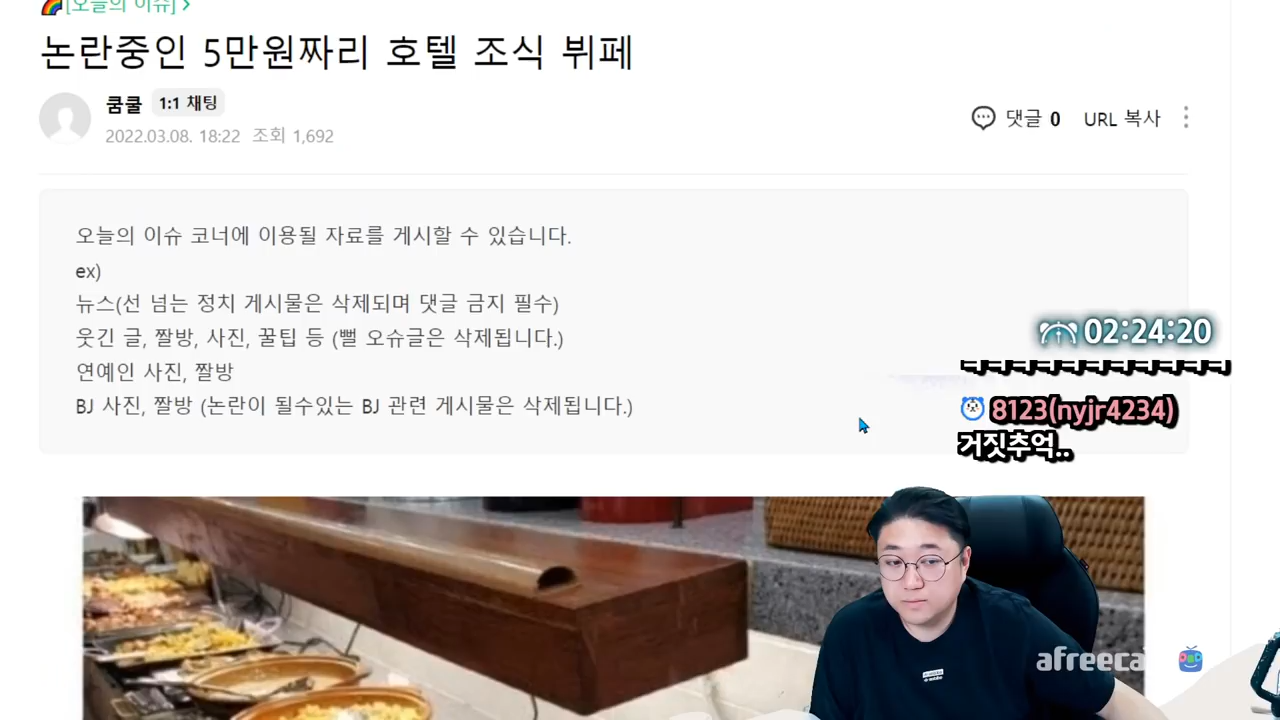 [오늘의 이슈] >
논란중인 5만원짜리 호텔 조식 뷔페
쿰쿨 1:1 채팅
2022.03.08. 18:22 조회 1,692
댓글 0 URL 복사
오늘의 이슈 코너에 이용될 자료를 게시할 수 있습니다.
ex)
뉴스(선 넘는 정치 게시물은 삭제되며 댓글 금지 필수)
웃긴 글, 짤방, 사진, 꿀팁 등 (뻘 오슈글은 삭제됩니다.)
연예인 사진, 짤방
BJ 사진, 짤방 (논란이 될수있는 BJ 관련 게시물은 삭제됩니다.)
02:24:20
ㅋㅋㅋㅋㅋㅋㅋㅋㅋㅋㅋ
8123(nyjr4234)
거짓추억..
afreeca